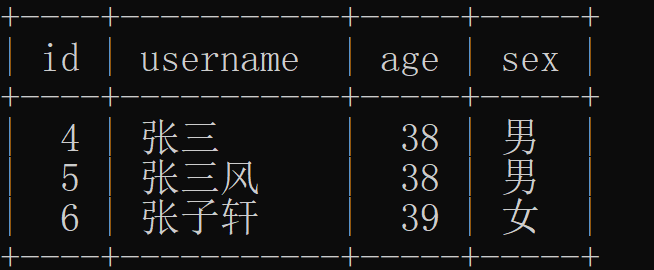 +----+-----------+-----+-----+
| id | username | age | sex |
+----+-----------+-----+-----+
| 4 | 张三 | 38 | 男 |
| 5 | 张三风 | 38 | 男 |
| 6 | 张子轩 | 39 | 女 |
+----+-----------+-----+-----+